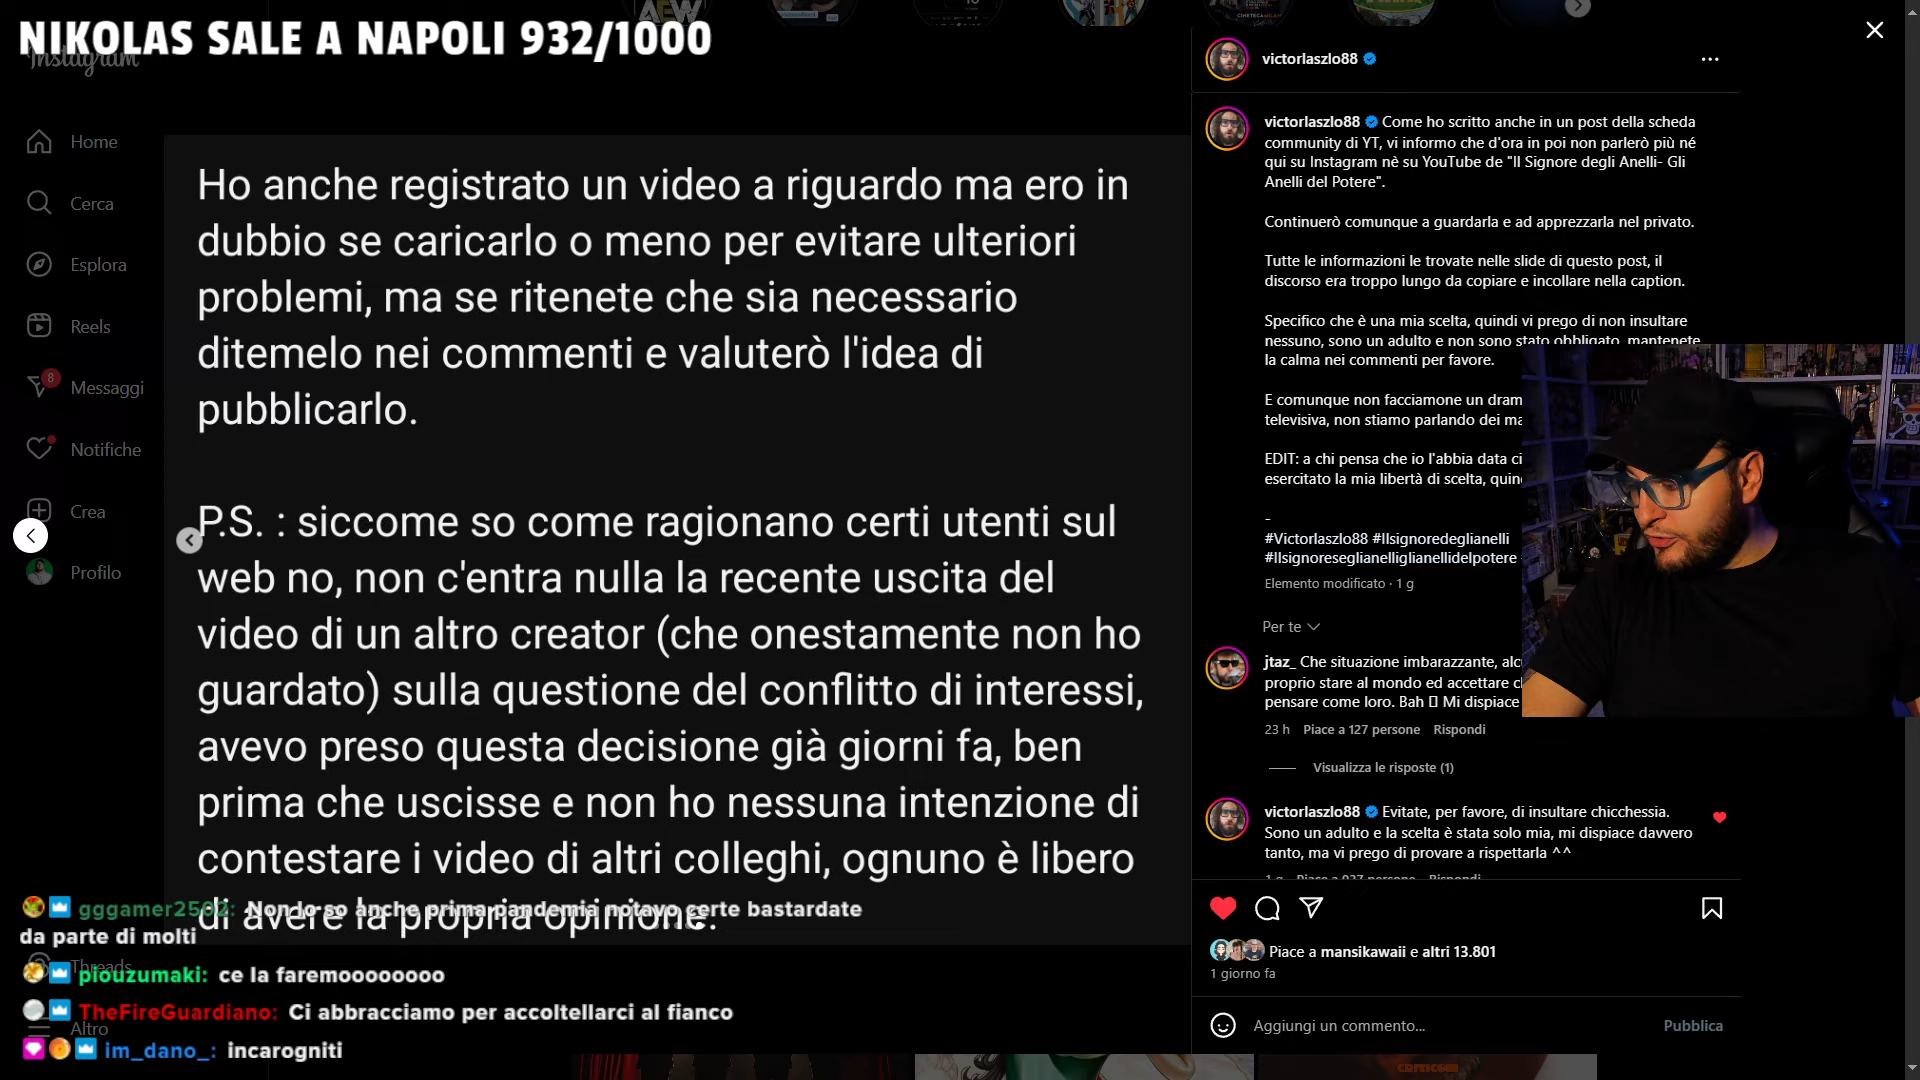 NIKOLAS SALE A NAPOLI 932/1000
Instagram
Home
Cerca
Esplora
Reels
8
Messaggi
Notifiche
Crea
Profilo
Threads
Altro
Ho anche registrato un video a riguardo ma ero in
dubbio se caricarlo o meno per evitare ulteriori
problemi, ma se ritenete che sia necessario
ditemelo nei commenti e valuterò l'idea di
pubblicarlo.
P.S. : siccome so come ragionano certi utenti sul
web no, non c'entra nulla la recente uscita del
video di un altro creator (che onestamente non ho
guardato) sulla questione del conflitto di interessi,
avevo preso questa decisione già giorni fa, ben
prima che uscisse e non ho nessuna intenzione di
contestare i video di altri colleghi, ognuno è libero
di avere la propria opinione.
gggamer2502: Non lo so anche prima pandemia notavo certe bastardate
da parte di molti
piouzumaki: ce la faremoooooooo
TheFireGuardiano: Ci abbracciamo per accoltellarci al fianco
im_dano_: incarogniti
victorlaszlo88
victorlaszlo88 Come ho scritto anche in un post della scheda
community di YT, vi informo che d'ora in poi non parlerò più né
qui su Instagram nè su YouTube de "Il Signore degli Anelli- Gli
Anelli del Potere".
Continuerò comunque a guardarla e ad apprezzarla nel privato.
Tutte le informazioni le trovate nelle slide di questo post, il
discorso era troppo lungo da copiare e incollare nella caption.
Specifico che è una mia scelta, quindi vi prego di non insultare
nessuno, sono un adulto e non sono stato obbligato, mantenete
la calma nei commenti per favore.
E comunque non facciamone un dram
televisiva, non stiamo parlando dei ma
EDIT: a chi pensa che io l'abbia data ci
esercitato la mia libertà di scelta, quin
-
#Victorlaszlo88 #Ilsignoredeglianelli
#Ilsignoreseglianelliglianellidelpotere
Elemento modificato · 1 g
Per te
jtaz_ Che situazione imbarazzante, alc
proprio stare al mondo ed accettare c
pensare come loro. Bah Mi dispiace
23 h Piace a 127 persone Rispondi
Visualizza le risposte (1)
victorlaszlo88 Evitate, per favore, di insultare chicchessia.
Sono un adulto e la scelta è stata solo mia, mi dispiace davvero
tanto, ma vi prego di provare a rispettarla ^^
1 g Piace a 937 persone Rispondi
Piace a mansikawaii e altri 13.801
1 giorno fa
Aggiungi un commento...
Pubblica